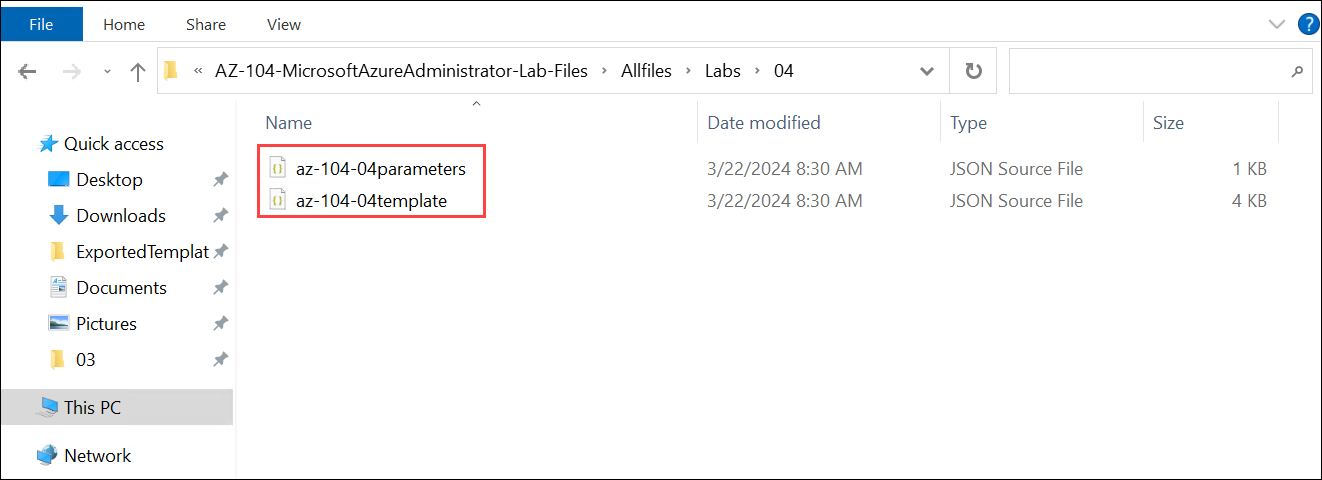 File Home Share View ?
« AZ-104-MicrosoftAzureAdministrator-Lab-Files › Allfiles › Labs › 04
Name Date modified Type Size
Quick access
Desktop
Downloads
ExportedTemplat
Documents
Pictures
03
This PC
Network
az-104-04parameters 3/22/2024 8:30 AM JSON Source File 1 KB
az-104-04template 3/22/2024 8:30 AM JSON Source File 4 KB